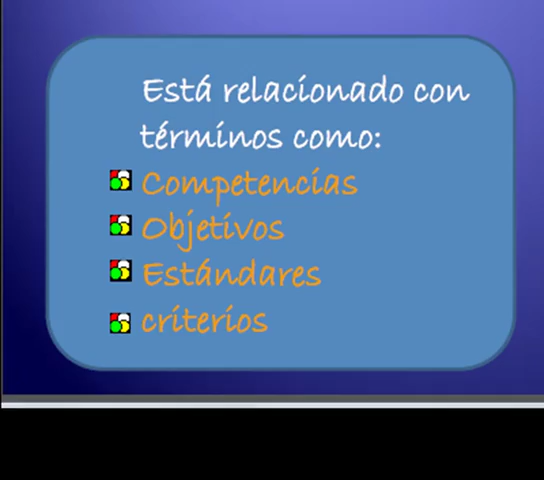 Está relacionado con
términos como:
Competencias
Objetivos
Estándares
criterios